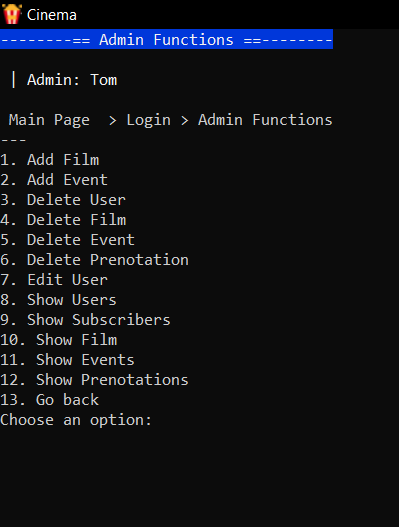 Cinema
--------== Admin Functions ==--------
| Admin: Tom
Main Page  > Login > Admin Functions
---
1. Add Film
2. Add Event
3. Delete User
4. Delete Film
5. Delete Event
6. Delete Prenotation
7. Edit User
8. Show Users
9. Show Subscribers
10. Show Film
11. Show Events
12. Show Prenotations
13. Go back
Choose an option: